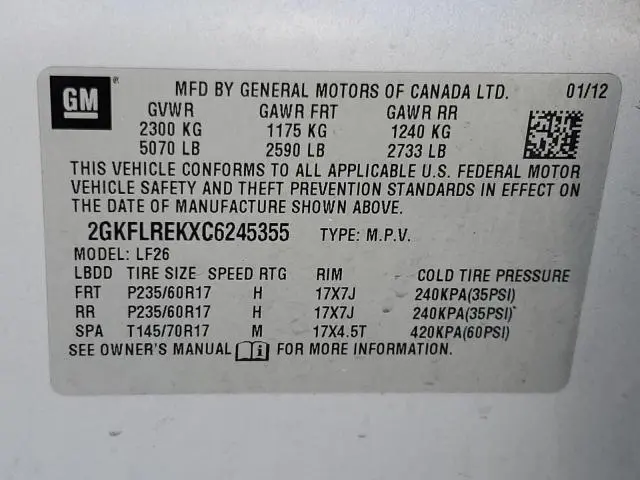 GM ®
MFD BY GENERAL MOTORS OF CANADA LTD. 01/12
GVWR GAWR FRT GAWR RR
2300 KG 1175 KG 1240 KG
5070 LB 2590 LB 2733 LB
THIS VEHICLE CONFORMS TO ALL APPLICABLE U.S. FEDERAL MOTOR
VEHICLE SAFETY AND THEFT PREVENTION STANDARDS IN EFFECT ON
THE DATE OF MANUFACTURE SHOWN ABOVE.
2GKFLREKXC6245355 TYPE: M.P.V.
MODEL: LF26
LBDD TIRE SIZE SPEED RTG RIM COLD TIRE PRESSURE
FRT P235/60R17 H 17X7J 240KPA(35PSI)
RR P235/60R17 H 17X7J 240KPA(35PSI)
SPA T145/70R17 M 17X4.5T 420KPA(60PSI)
SEE OWNER'S MANUAL i FOR MORE INFORMATION.